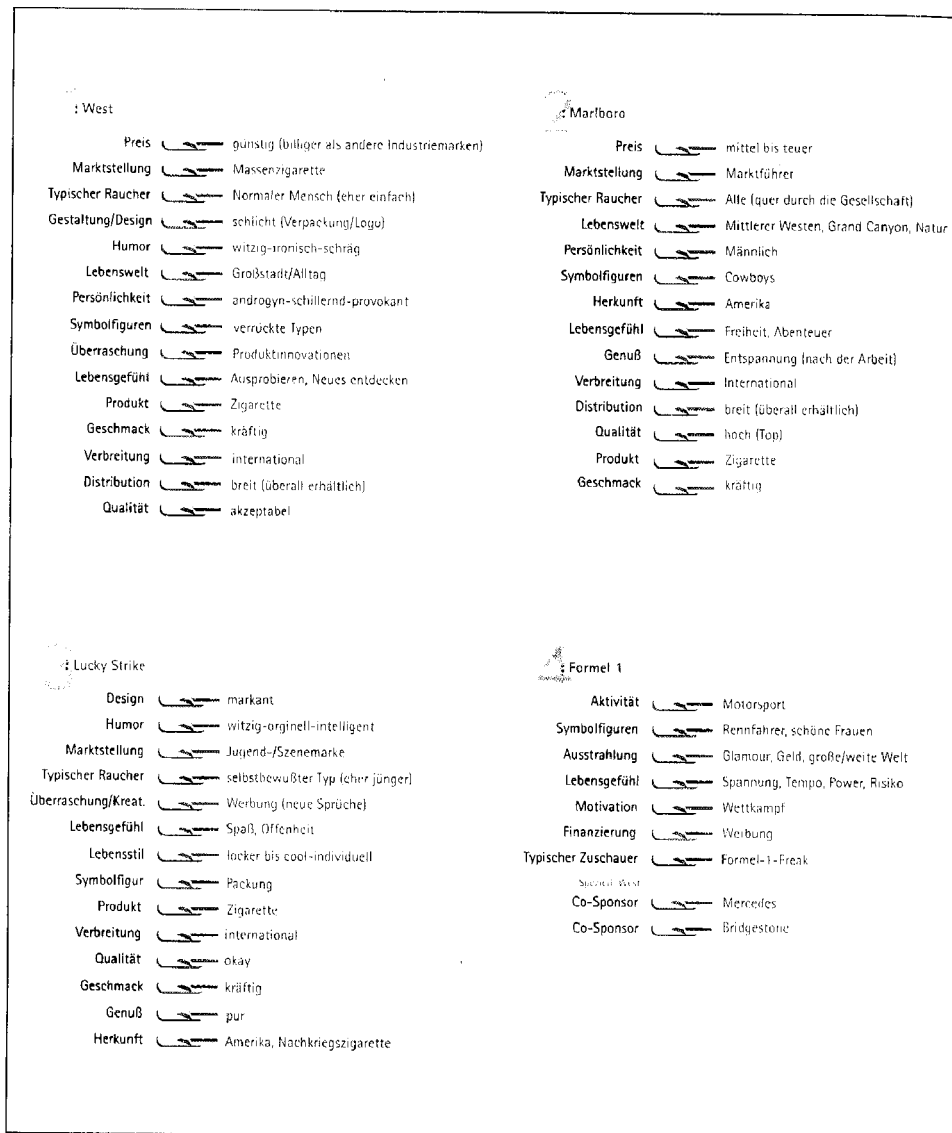 1: West
Preis günstig (billiger als andere Industriemarken)
Marktstellung Massenzigarette
Typischer Raucher Normaler Mensch (eher einfach)
Gestaltung/Design schlicht (Verpackung/Logo)
Humor witzig-ironisch-schräg
Lebenswelt Großstadt/Alltag
Persönlichkeit androgyn-schillernd-provokant
Symbolfiguren verrückte Typen
Überraschung Produktinnovationen
Lebensgefühl Ausprobieren, Neues entdecken
Produkt Zigarette
Geschmack kräftig
Verbreitung international
Distribution breit (überall erhältlich)
Qualität akzeptabel
2: Marlboro
Preis mittel bis teuer
Marktstellung Marktführer
Typischer Raucher Alle (quer durch die Gesellschaft)
Lebenswelt Mittlerer Westen, Grand Canyon, Natur
Persönlichkeit Männlich
Symbolfiguren Cowboys
Herkunft Amerika
Lebensgefühl Freiheit, Abenteuer
Genuß Entspannung (nach der Arbeit)
Verbreitung International
Distribution breit (überall erhältlich)
Qualität hoch (Top)
Produkt Zigarette
Geschmack kräftig
3: Lucky Strike
Design markant
Humor witzig-orginell-intelligent
Marktstellung Jugend-/Szenemarke
Typischer Raucher selbstbewußter Typ (eher jünger)
Überraschung/Kreat. Werbung (neue Sprüche)
Lebensgefühl Spaß, Offenheit
Lebensstil locker bis cool-individuell
Symbolfigur Packung
Produkt Zigarette
Verbreitung international
Qualität okay
Geschmack kräftig
Genuß pur
Herkunft Amerika, Nachkriegszigarette
4: Formel 1
Aktivität Motorsport
Symbolfiguren Rennfahrer, schöne Frauen
Ausstrahlung Glamour, Geld, große/weite Welt
Lebensgefühl Spannung, Tempo, Power, Risiko
Motivation Wettkampf
Finanzierung Werbung
Typischer Zuschauer Formel-1-Freak
Speziell West
Co-Sponsor Mercedes
Co-Sponsor Bridgestone